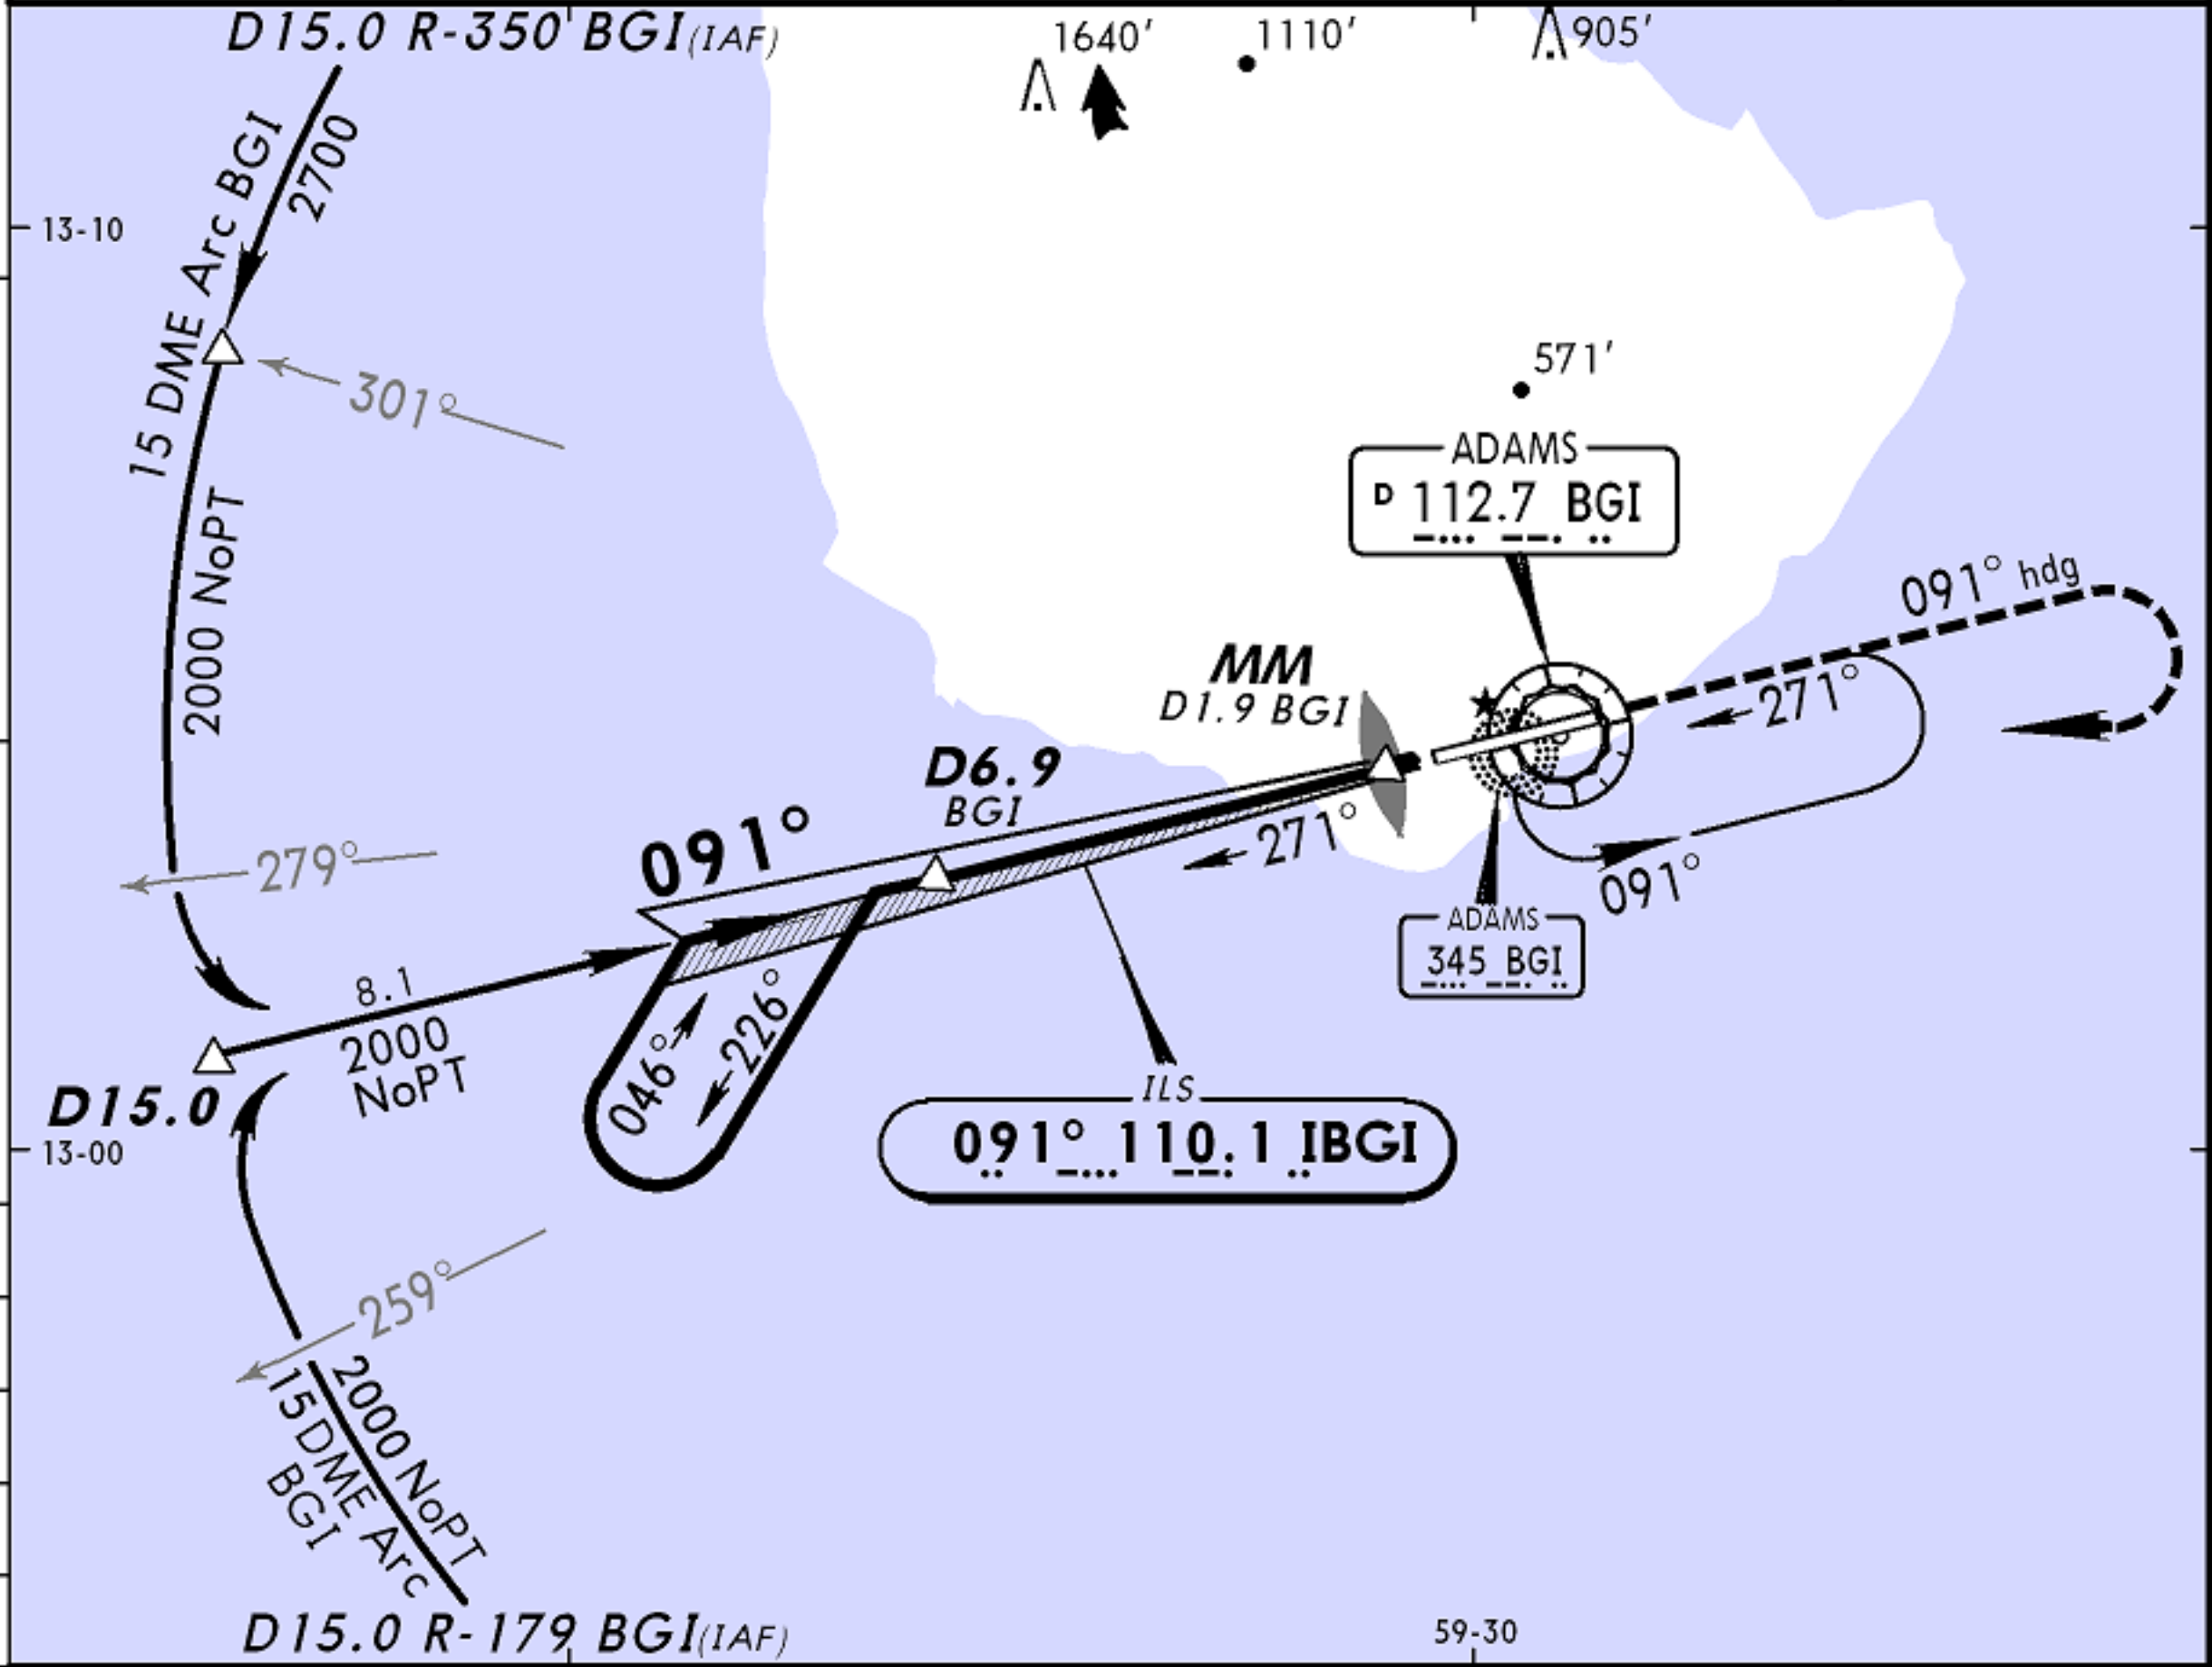 D15.0 R-350 BGI(IAF)
1640'
1110'
905'
15 DME Arc BGI
2700
13-10
301°
571'
ADAMS
D 112.7 BGI
2000 NoPT
091° hdg
271°
MM
D1.9 BGI
D6.9
BGI
091°
279°
271°
091°
ADAMS
345 BGI
8.1
2000
NoPT
D15.0
046°
226°
ILS
091° 110.1 IBGI
13-00
259°
2000 NoPT
15 DME Arc
BGI
D15.0 R-179 BGI(IAF)
59-30